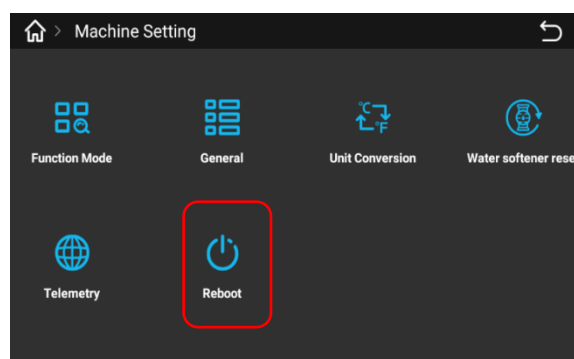 > Machine Setting
°C
°F
Function Mode
General
Unit Conversion
Water softener rese
Telemetry
Reboot